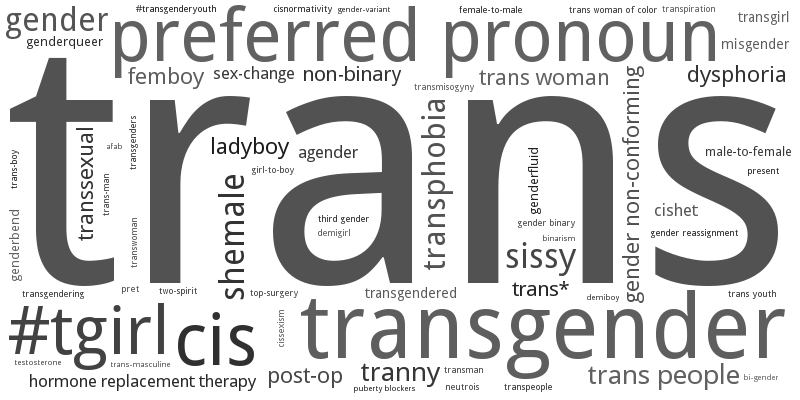 gender
#transgenderyouth
cisnormativity
gender-variant
female-to-male
trans woman of color
transpiration
transgirl
genderqueer
preferred pronoun
misgender
femboy
sex-change
non-binary
trans woman
dysphoria
transmisogyny
trans
trans-boy
transsexual
afab
transgenders
trans-man
ladyboy
agender
girl-to-boy
transphobia
genderfluid
gender non-conforming
male-to-female
present
genderbend
transwoman
shemale
third gender
demigirl
gender binary
binarism
cishet
gender reassignment
sissy
transgendering
pret
two-spirit
top-surgery
transgendered
trans*
demiboy
trans youth
#tgirl
cis
cissexism
transgender
testosterone
trans-masculine
hormone replacement therapy
post-op
tranny
puberty blockers
transman
neutrois
transpeople
trans people
bi-gender